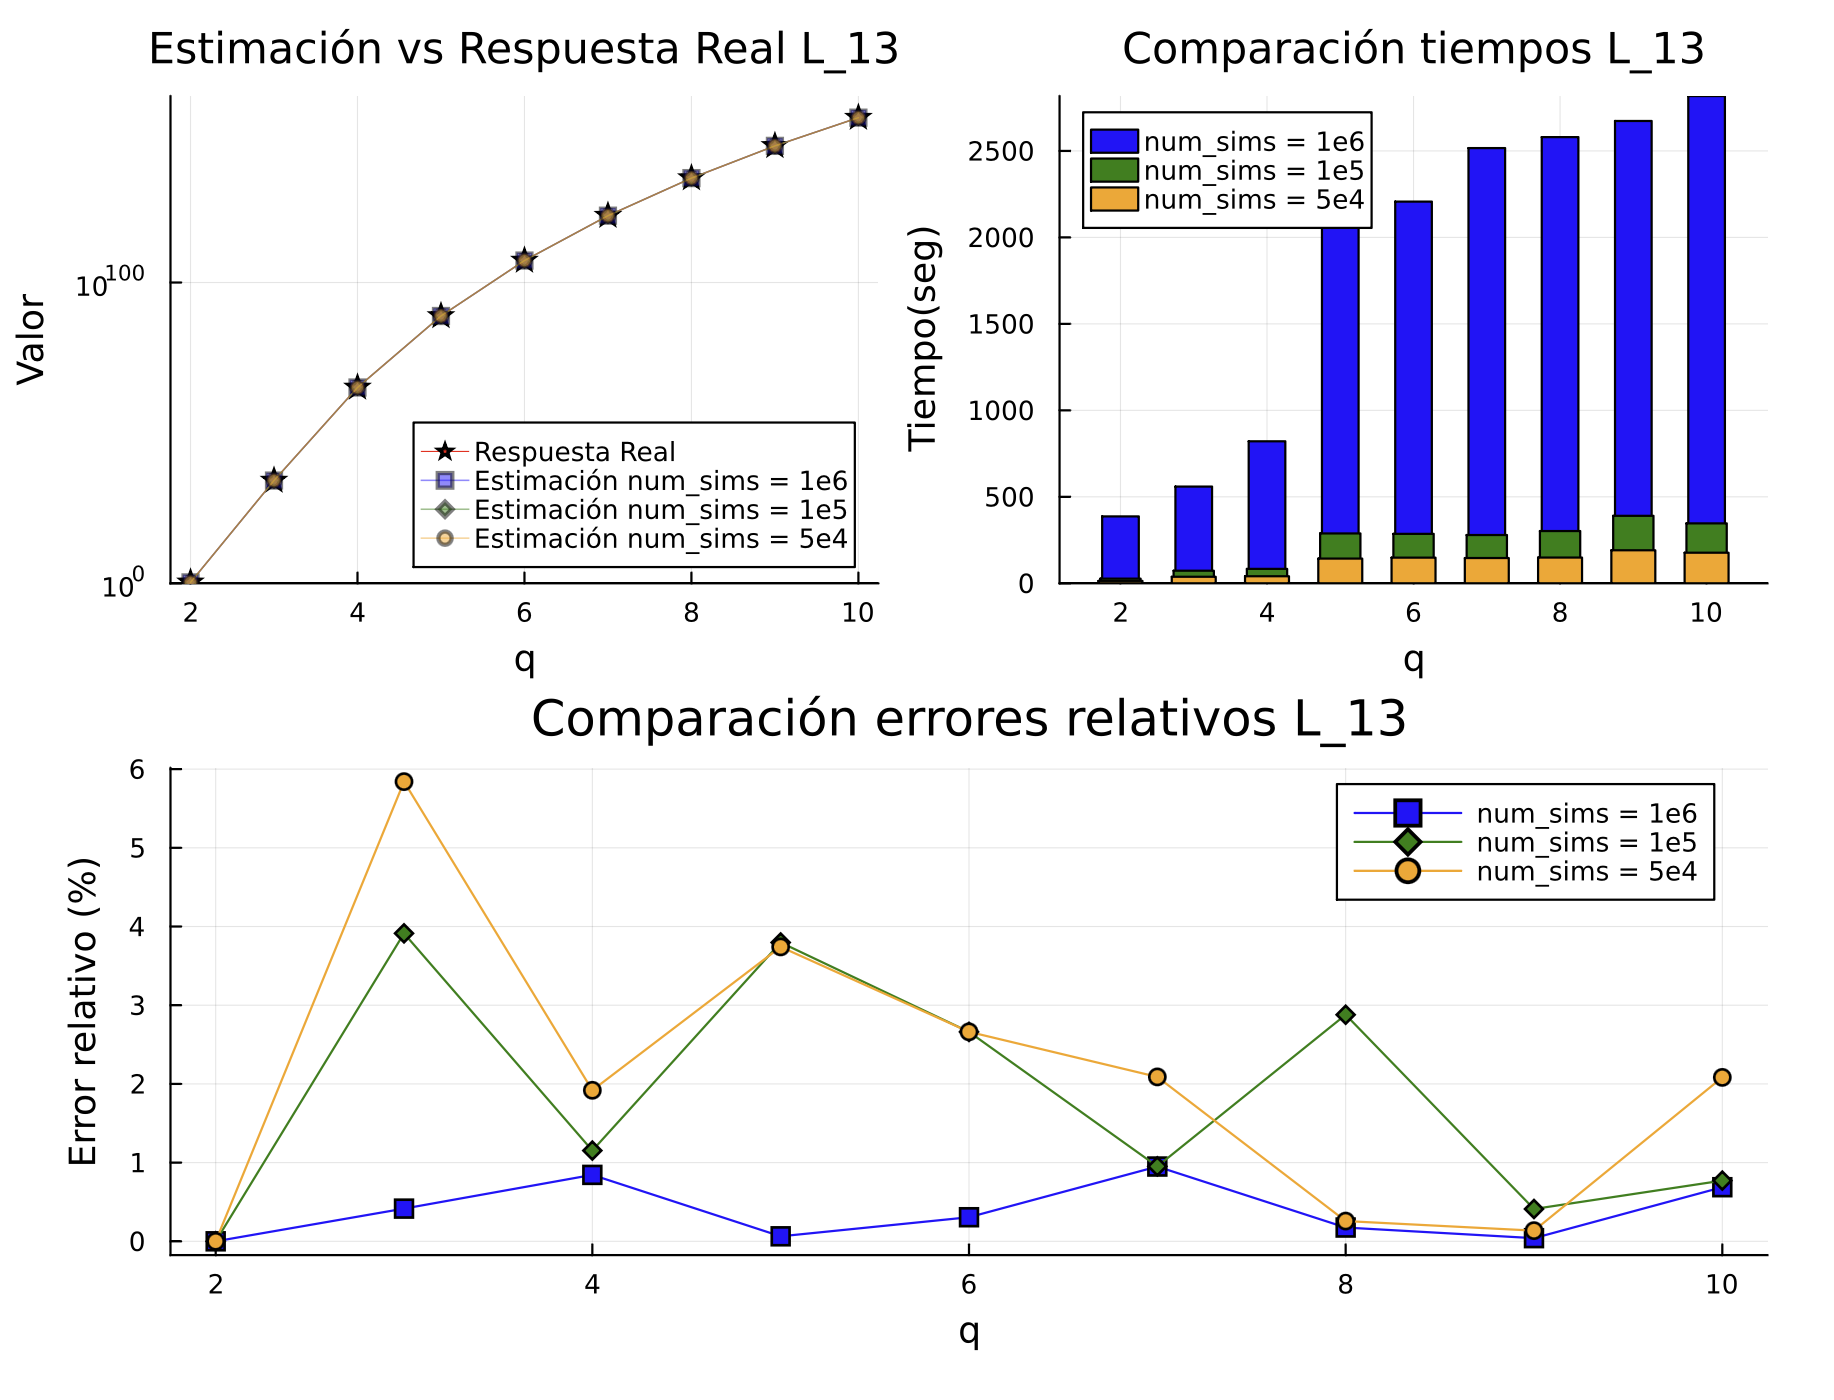 Estimación vs Respuesta Real L_13
Valor
10^100
10^0
2 4 6 8 10
q
Respuesta Real
Estimación num_sims = 1e6
Estimación num_sims = 1e5
Estimación num_sims = 5e4
Comparación tiempos L_13
Tiempo(seg)
2500
2000
1500
1000
500
0
2 4 6 8 10
q
num_sims = 1e6
num_sims = 1e5
num_sims = 5e4
Comparación errores relativos L_13
Error relativo (%)
6
5
4
3
2
1
0
2 4 6 8 10
q
num_sims = 1e6
num_sims = 1e5
num_sims = 5e4